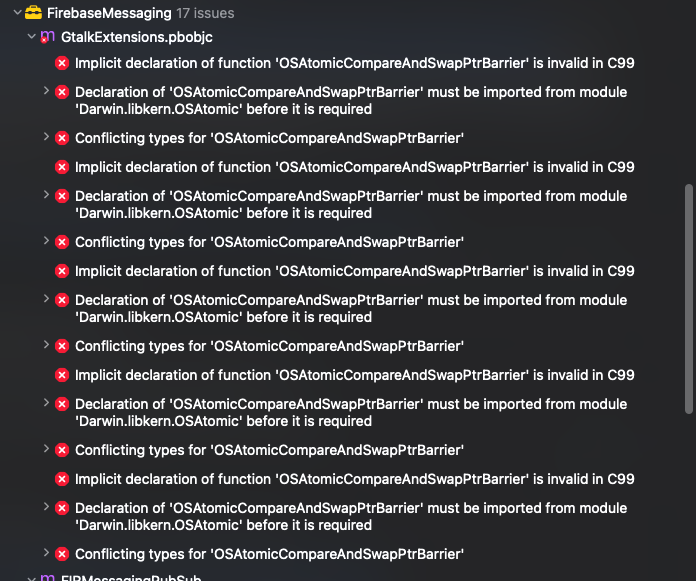 FirebaseMessaging 17 issues
GtalkExtensions.pbobjc
Implicit declaration of function 'OSAtomicCompareAndSwapPtrBarrier' is invalid in C99
Declaration of 'OSAtomicCompareAndSwapPtrBarrier' must be imported from module
'Darwin.libkern.OSAtomic' before it is required
Conflicting types for 'OSAtomicCompareAndSwapPtrBarrier'
Implicit declaration of function 'OSAtomicCompareAndSwapPtrBarrier' is invalid in C99
Declaration of 'OSAtomicCompareAndSwapPtrBarrier' must be imported from module
'Darwin.libkern.OSAtomic' before it is required
Conflicting types for 'OSAtomicCompareAndSwapPtrBarrier'
Implicit declaration of function 'OSAtomicCompareAndSwapPtrBarrier' is invalid in C99
Declaration of 'OSAtomicCompareAndSwapPtrBarrier' must be imported from module
'Darwin.libkern.OSAtomic' before it is required
Conflicting types for 'OSAtomicCompareAndSwapPtrBarrier'
Implicit declaration of function 'OSAtomicCompareAndSwapPtrBarrier' is invalid in C99
Declaration of 'OSAtomicCompareAndSwapPtrBarrier' must be imported from module
'Darwin.libkern.OSAtomic' before it is required
Conflicting types for 'OSAtomicCompareAndSwapPtrBarrier'
Implicit declaration of function 'OSAtomicCompareAndSwapPtrBarrier' is invalid in C99
Declaration of 'OSAtomicCompareAndSwapPtrBarrier' must be imported from module
'Darwin.libkern.OSAtomic' before it is required
Conflicting types for 'OSAtomicCompareAndSwapPtrBarrier'
FIRMessagingPubSub